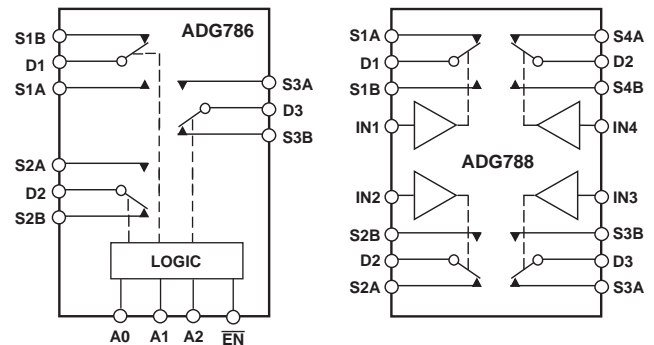 ADG786
S1B
D1
S1A
S3A
D3
S3B
S2A
D2
S2B
LOGIC
A0 A1 A2 EN
S1A
D1
S1B
IN1
S4A
D2
S4B
IN4
ADG788
IN2
S2B
D2
S2A
IN3
S3B
D3
S3A